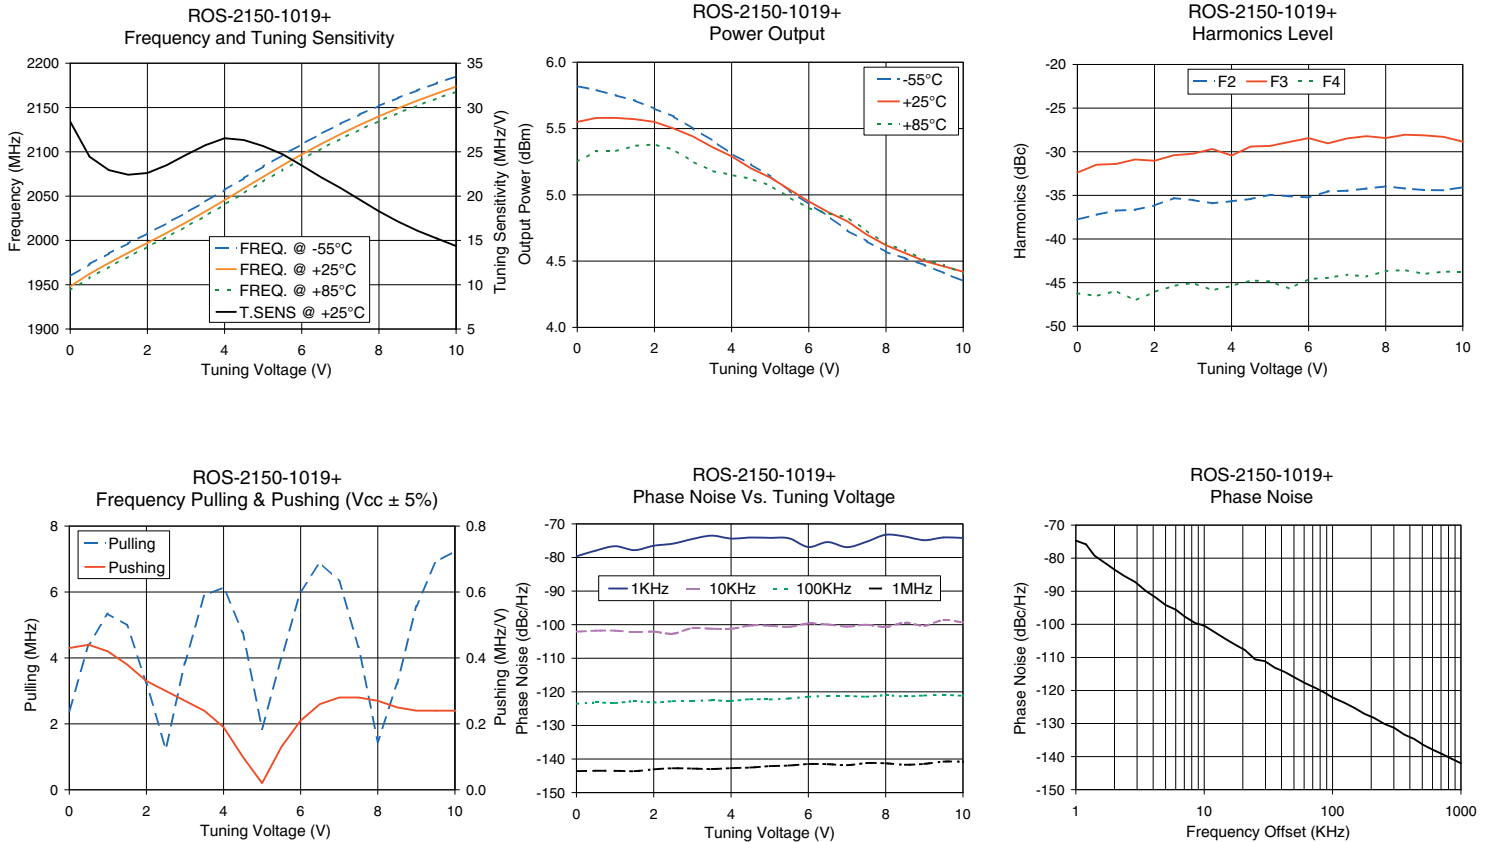 ROS-2150-1019+
Frequency and Tuning Sensitivity
2200
2150
2100
2050
2000
1950
1900
Frequency (MHz)
35
30
25
20
15
10
5
Tuning Sensitivity (MHz/V)
FREQ. @ -55°C
FREQ. @ +25°C
FREQ. @ +85°C
T.SENS @ +25°C
0 2 4 6 8 10
Tuning Voltage (V)
ROS-2150-1019+
Power Output
6.0
5.5
5.0
4.5
4.0
Output Power (dBm)
-55°C
+25°C
+85°C
0 2 4 6 8 10
Tuning Voltage (V)
ROS-2150-1019+
Harmonics Level
-20
-25
-30
-35
-40
-45
-50
Harmonics (dBc)
F2 F3 F4
0 2 4 6 8 10
Tuning Voltage (V)
ROS-2150-1019+
Frequency Pulling & Pushing (Vcc ± 5%)
8
6
4
2
0
Pulling (MHz)
0.8
0.6
0.4
0.2
0.0
Pushing (MHz/V)
Pulling
Pushing
0 2 4 6 8 10
Tuning Voltage (V)
ROS-2150-1019+
Phase Noise Vs. Tuning Voltage
-70
-80
-90
-100
-110
-120
-130
-140
-150
Phase Noise (dBc/Hz)
1KHz 10KHz 100KHz 1MHz
0 2 4 6 8 10
Tuning Voltage (V)
ROS-2150-1019+
Phase Noise
-70
-80
-90
-100
-110
-120
-130
-140
-150
Phase Noise (dBc/Hz)
1 10 100 1000
Frequency Offset (KHz)